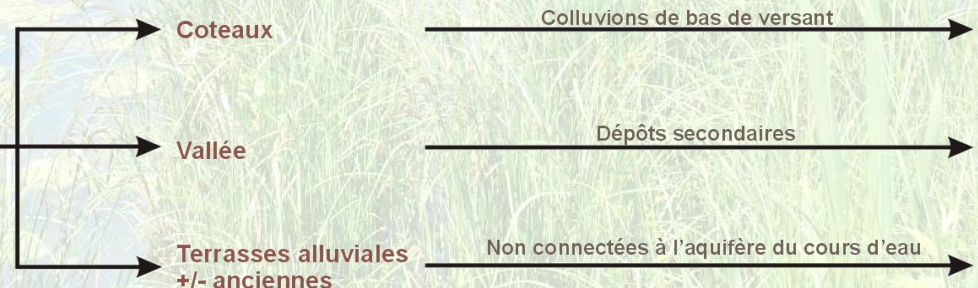 Coteaux
Colluvions de bas de versant
Vallée
Dépôts secondaires
Terrasses alluviales
+/- anciennes
Non connectées à l'aquifère du cours d'eau